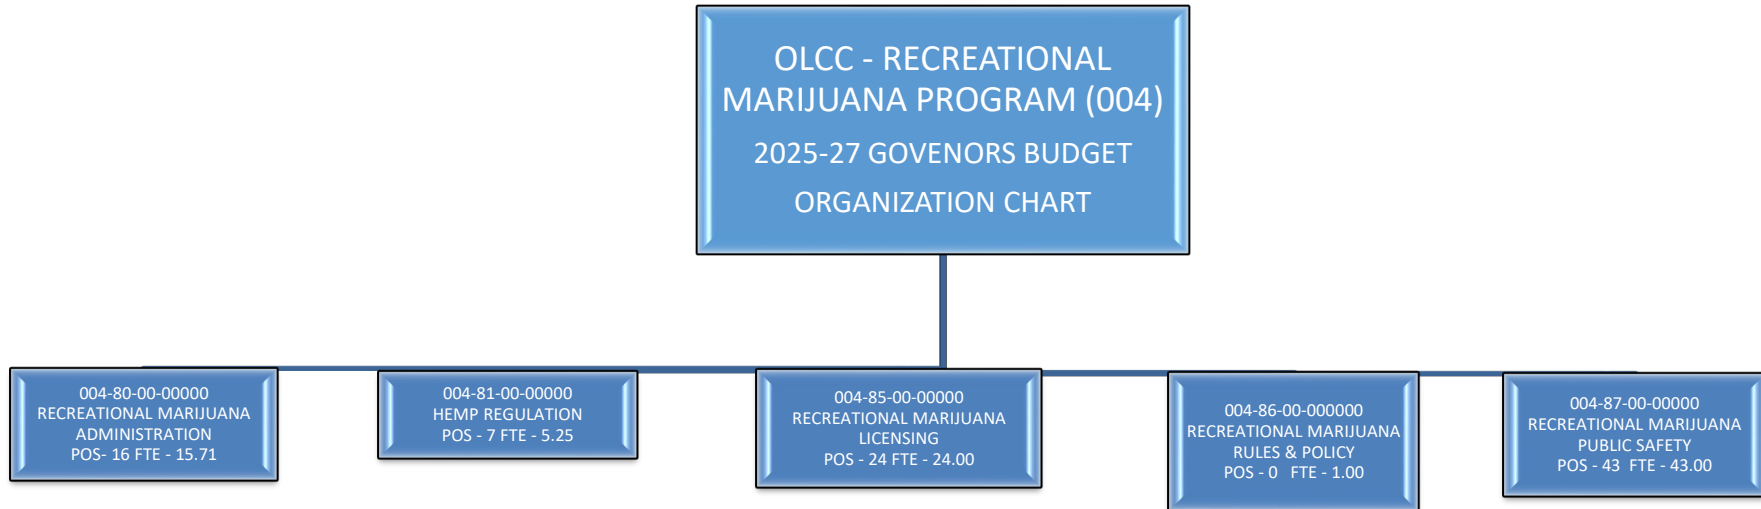 OLCC - RECREATIONAL
MARIJUANA PROGRAM (004)
2025-27 GOVENORS BUDGET
ORGANIZATION CHART
004-80-00-00000
RECREATIONAL MARIJUANA
ADMINISTRATION
POS- 16 FTE - 15.71
004-81-00-00000
HEMP REGULATION
POS - 7 FTE - 5.25
004-85-00-00000
RECREATIONAL MARIJUANA
LICENSING
POS - 24 FTE - 24.00
004-86-00-000000
RECREATIONAL MARIJUANA
RULES & POLICY
POS - 0 FTE - 1.00
004-87-00-00000
RECREATIONAL MARIJUANA
PUBLIC SAFETY
POS - 43 FTE - 43.00